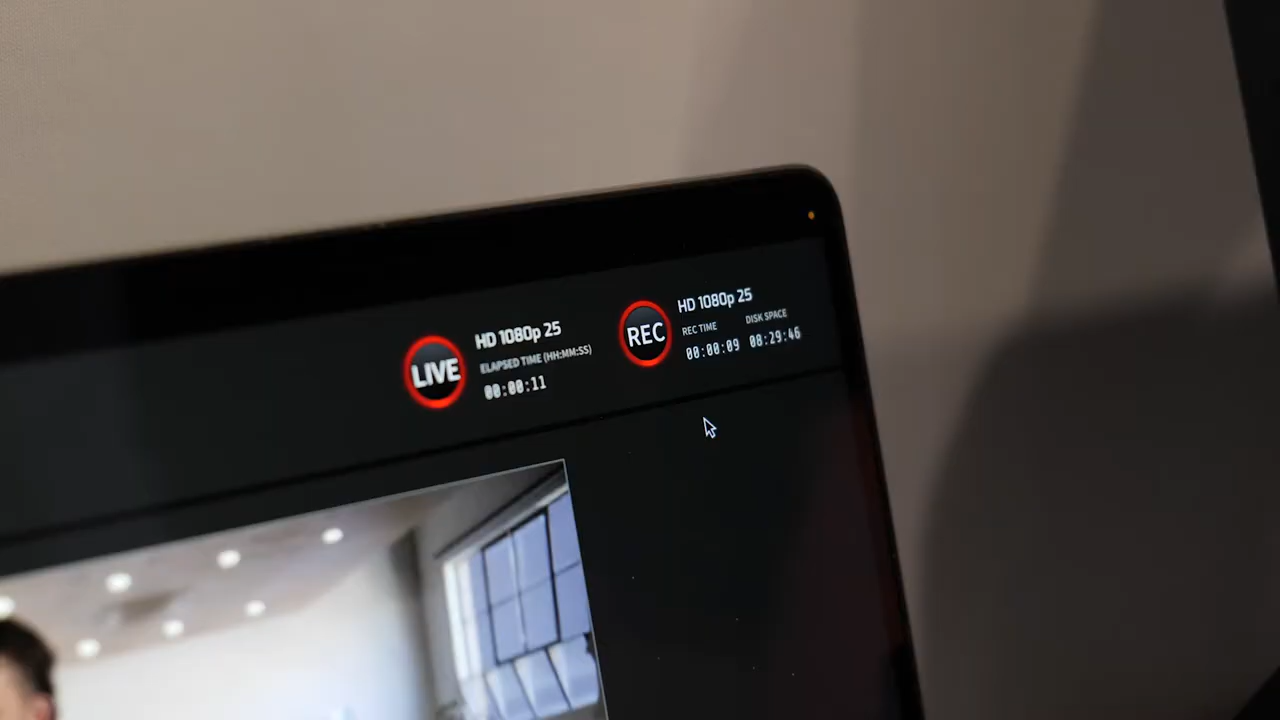 LIVE
HD 1080p 25
ELAPSED TIME (HH:MM:SS)
00:00:11
REC
HD 1080p 25
REC TIME
00:00:09
DISK SPACE
08:29:46